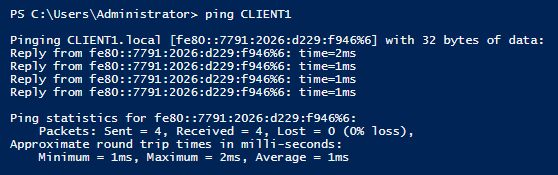 PS C:\Users\Administrator> ping CLIENT1
Pinging CLIENT1.local [fe80::7791:2026:d229:f946%6] with 32 bytes of data:
Reply from fe80::7791:2026:d229:f946%6: time=2ms
Reply from fe80::7791:2026:d229:f946%6: time=1ms
Reply from fe80::7791:2026:d229:f946%6: time=1ms
Reply from fe80::7791:2026:d229:f946%6: time=1ms
Ping statistics for fe80::7791:2026:d229:f946%6:
Packets: Sent = 4, Received = 4, Lost = 0 (0% loss),
Approximate round trip times in milli-seconds:
Minimum = 1ms, Maximum = 2ms, Average = 1ms